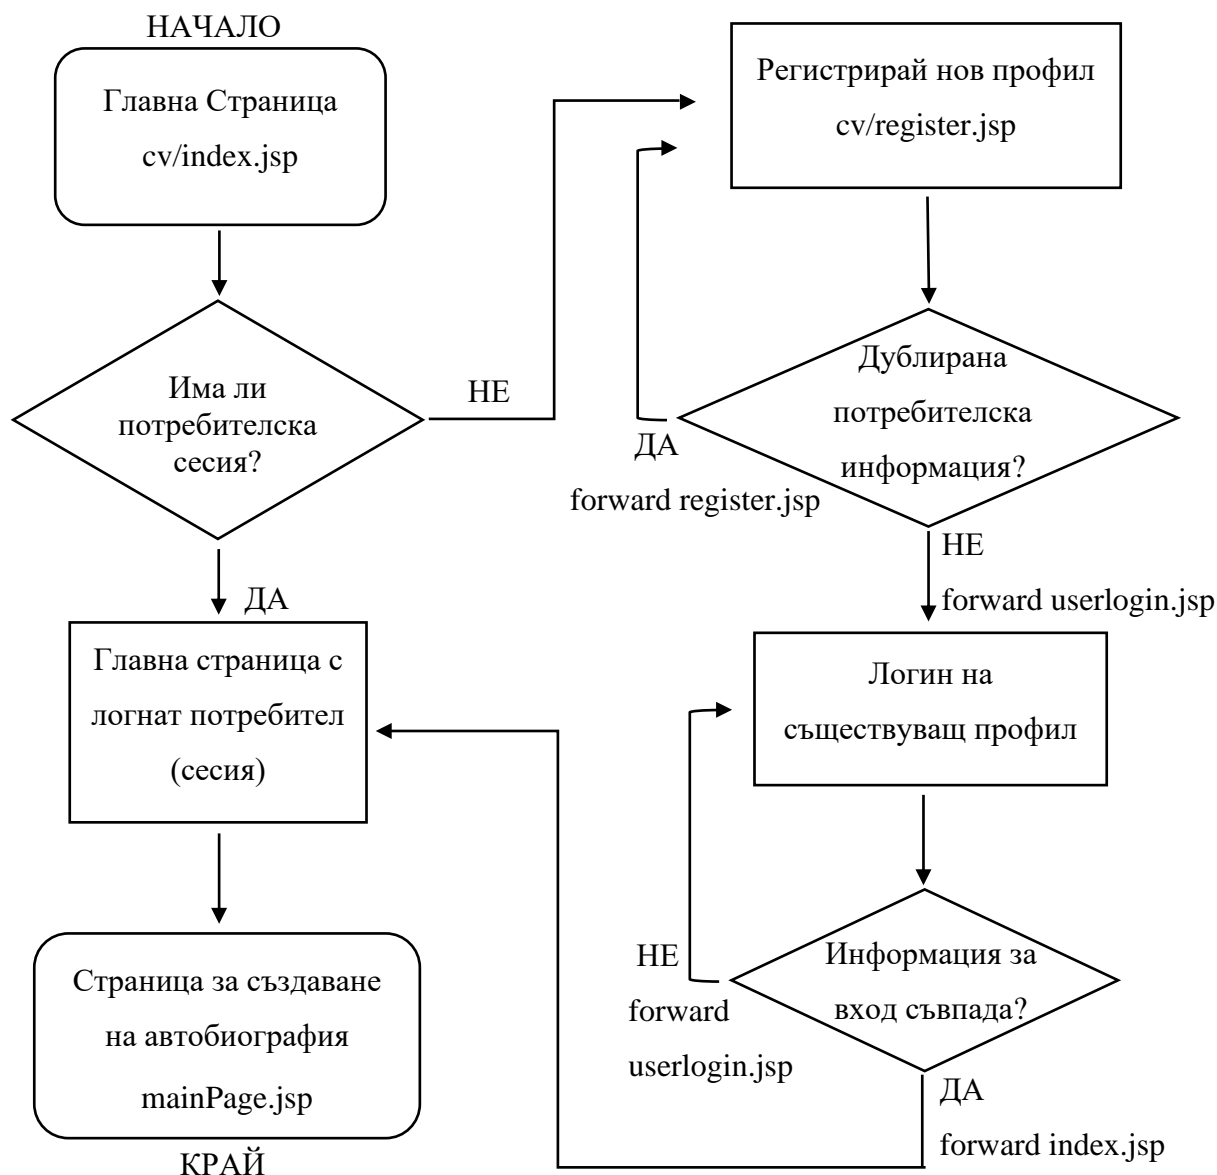 НАЧАЛО
Главна Страница
cv/index.jsp
Има ли
потребителска
сесия?
НЕ
ДА
Главна страница с
логнат потребител
(сесия)
Страница за създаване
на автобиография
mainPage.jsp
КРАЙ
Регистрирай нов профил
cv/register.jsp
Дублирана
потребителска
информация?
ДА
forward register.jsp
НЕ
forward userlogin.jsp
Логин на
съществуващ профил
Информация за
вход съвпада?
НЕ
forward
userlogin.jsp
ДА
forward index.jsp